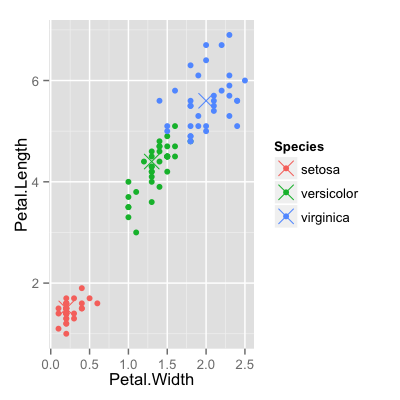 6
4
2
Petal.Length
0.0 0.5 1.0 1.5 2.0 2.5
Petal.Width
Species
setosa
versicolor
virginica